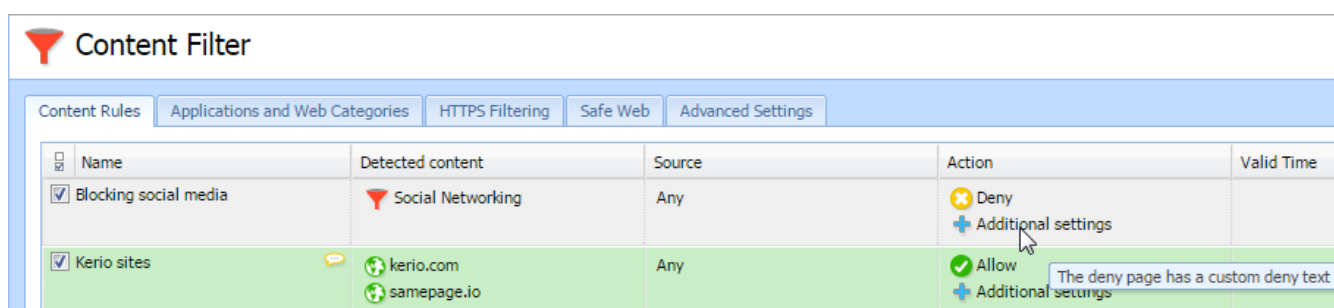 Content Filter
Content Rules Applications and Web Categories HTTPS Filtering Safe Web Advanced Settings
Name Detected content Source Action Valid Time
Blocking social media Social Networking Any Deny
Additional settings
Kerio sites kerio.com Any Allow
The deny page has a custom deny text
samepage.io Additional settings